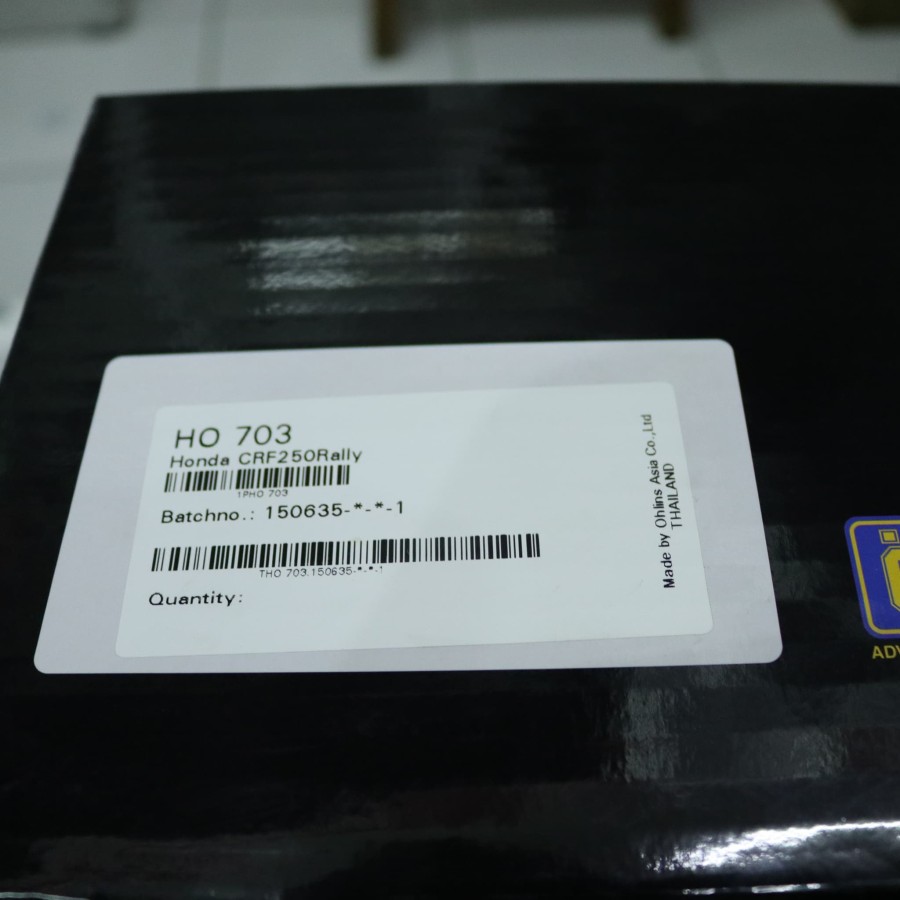 HO 703
Honda CRF250Rally
1PHO 703
Batchno.: 150635-*-*-1
THO 703.150635-*-*-1
Quantity:
Made by Ohlins Asia Co.,Ltd
THAILAND